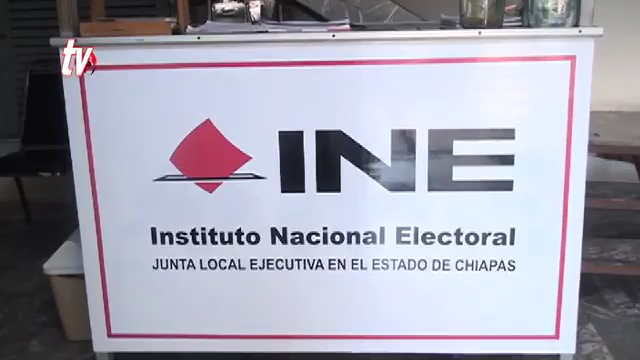 tv
INE
Instituto Nacional Electoral
JUNTA LOCAL EJECUTIVA EN EL ESTADO DE CHIAPAS